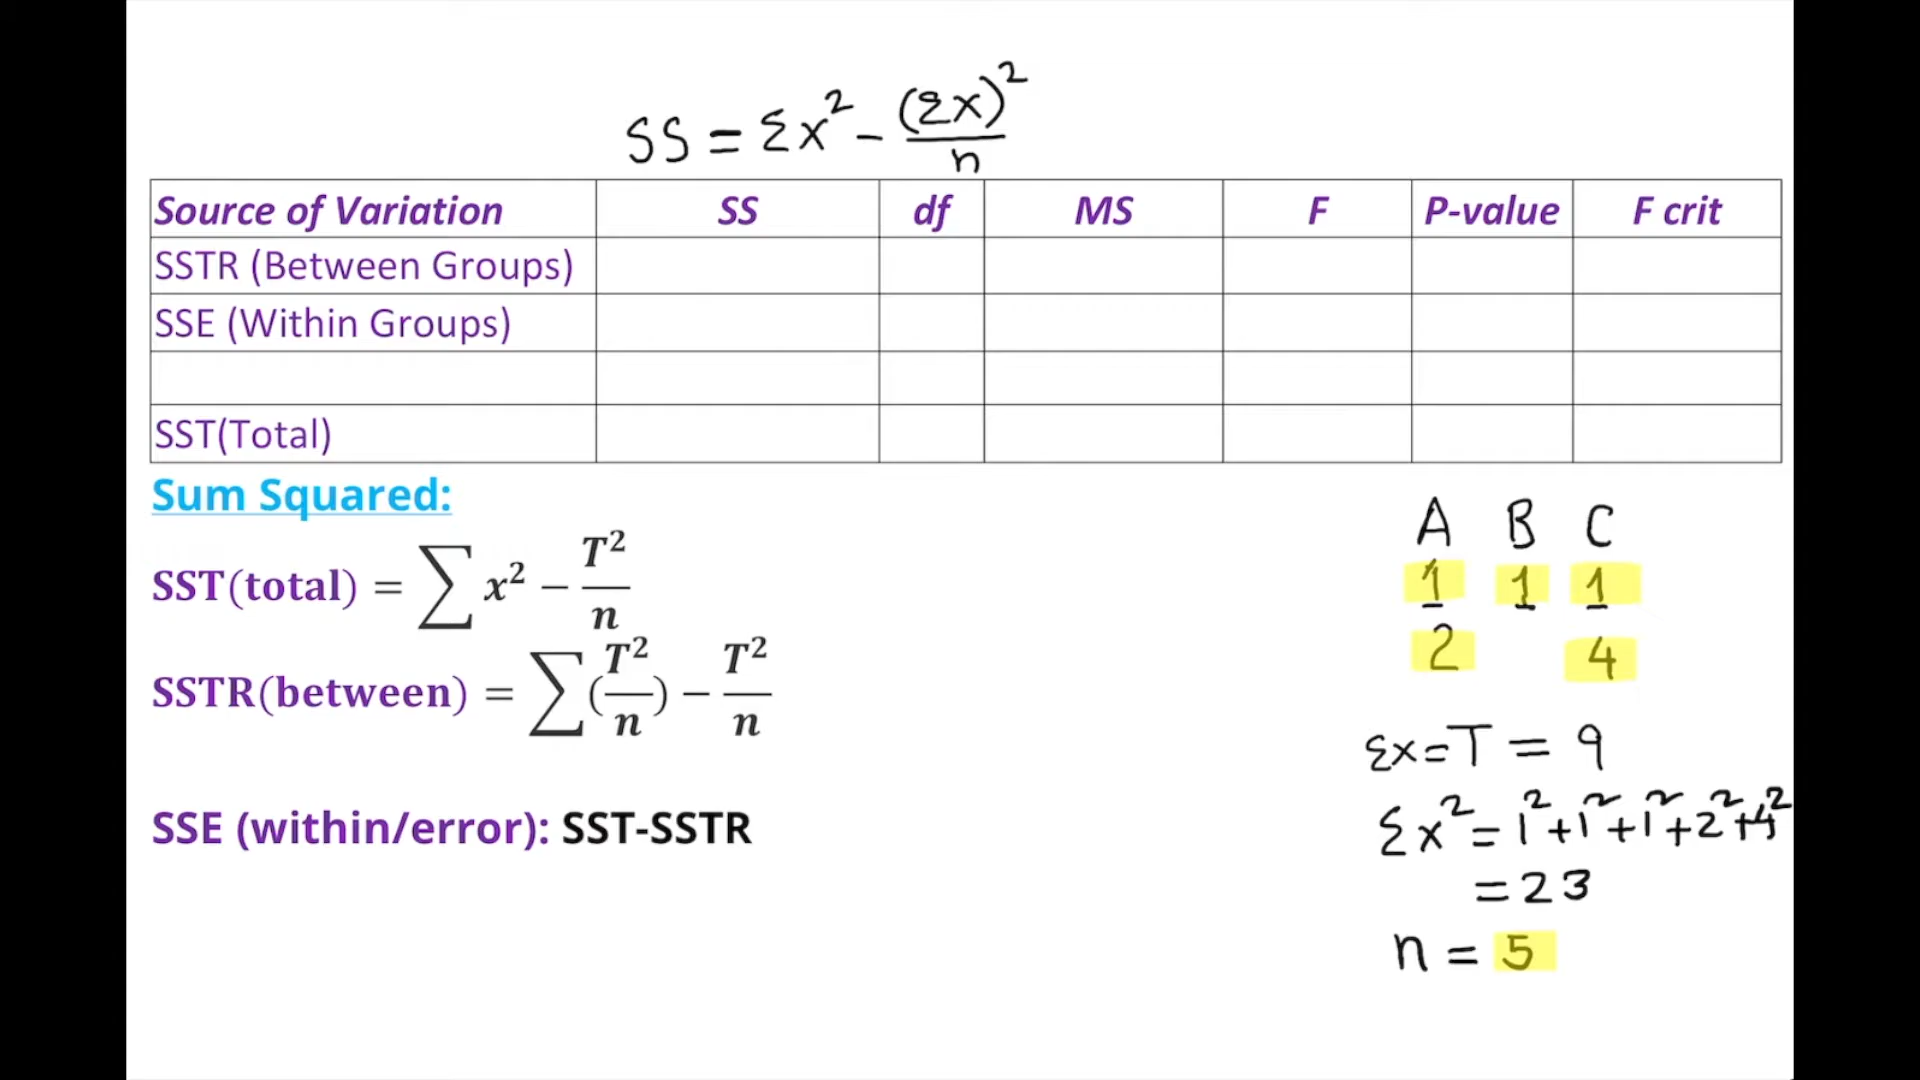 SS = Σx² - (Σx)²/n
Source of Variation SS df MS F P-value F crit
SSTR (Between Groups)
SSE (Within Groups)
SST(Total)
Sum Squared:
SST(total) = ∑ x² − T²/n
SSTR(between) = ∑(T²/n) − T²/n
SSE (within/error): SST-SSTR
A B C
1 1 1
2 4
Σx = T = 9
Σx² = 1² + 1² + 1² + 2² + 4²
= 23
n = 5